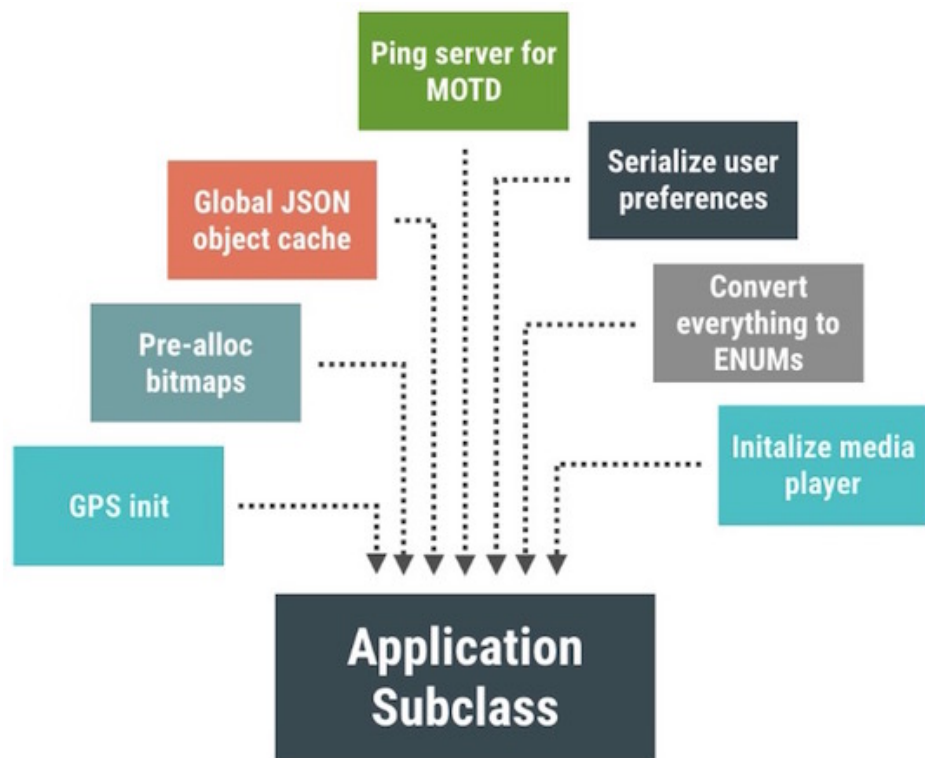 Ping server for
MOTD
Serialize user
preferences
Global JSON
object cache
Convert
everything to
ENUMs
Pre-alloc
bitmaps
Initalize media
player
GPS init
Application
Subclass